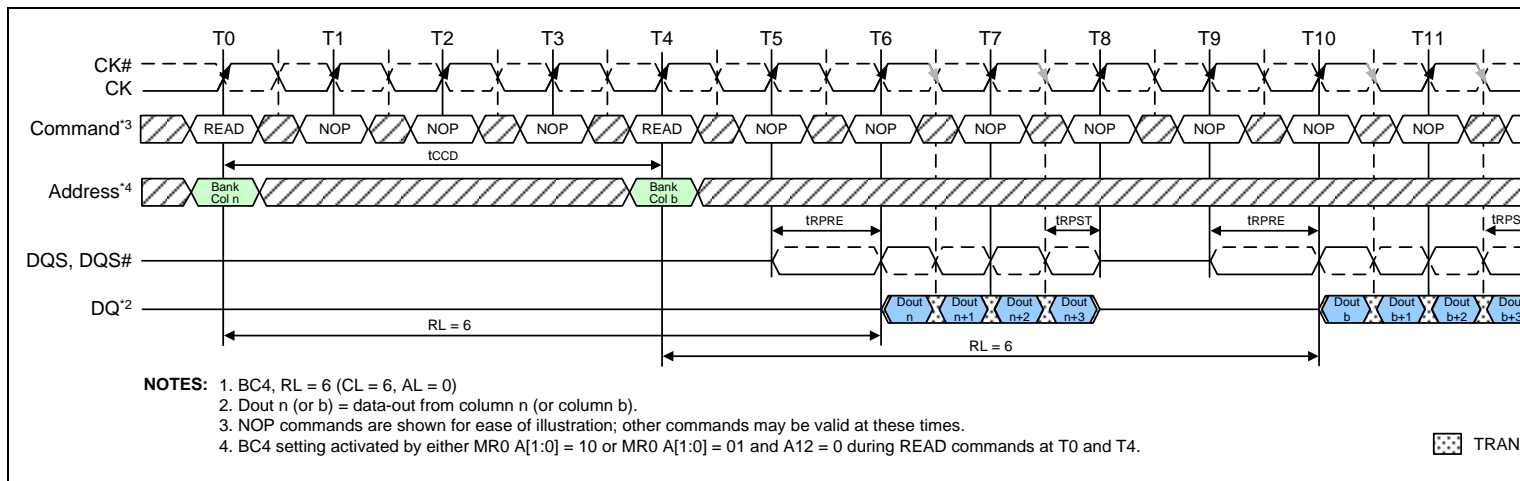 T0 T1 T2 T3 T4 T5 T6 T7 T8 T9 T10 T11
CK#
CK
Command*3 READ NOP NOP NOP READ NOP NOP NOP NOP NOP NOP NOP
tCCD
Address*4 Bank Col n Bank Col b
tRPRE tRPST tRPRE tRPS
DQS, DQS#
DQ*2 Dout n Dout n+1 Dout n+2 Dout n+3 Dout b Dout b+1 Dout b+2 Dout b+3
RL = 6
RL = 6
NOTES: 1. BC4, RL = 6 (CL = 6, AL = 0)
2. Dout n (or b) = data-out from column n (or column b).
3. NOP commands are shown for ease of illustration; other commands may be valid at these times.
4. BC4 setting activated by either MR0 A[1:0] = 10 or MR0 A[1:0] = 01 and A12 = 0 during READ commands at T0 and T4.
TRAN